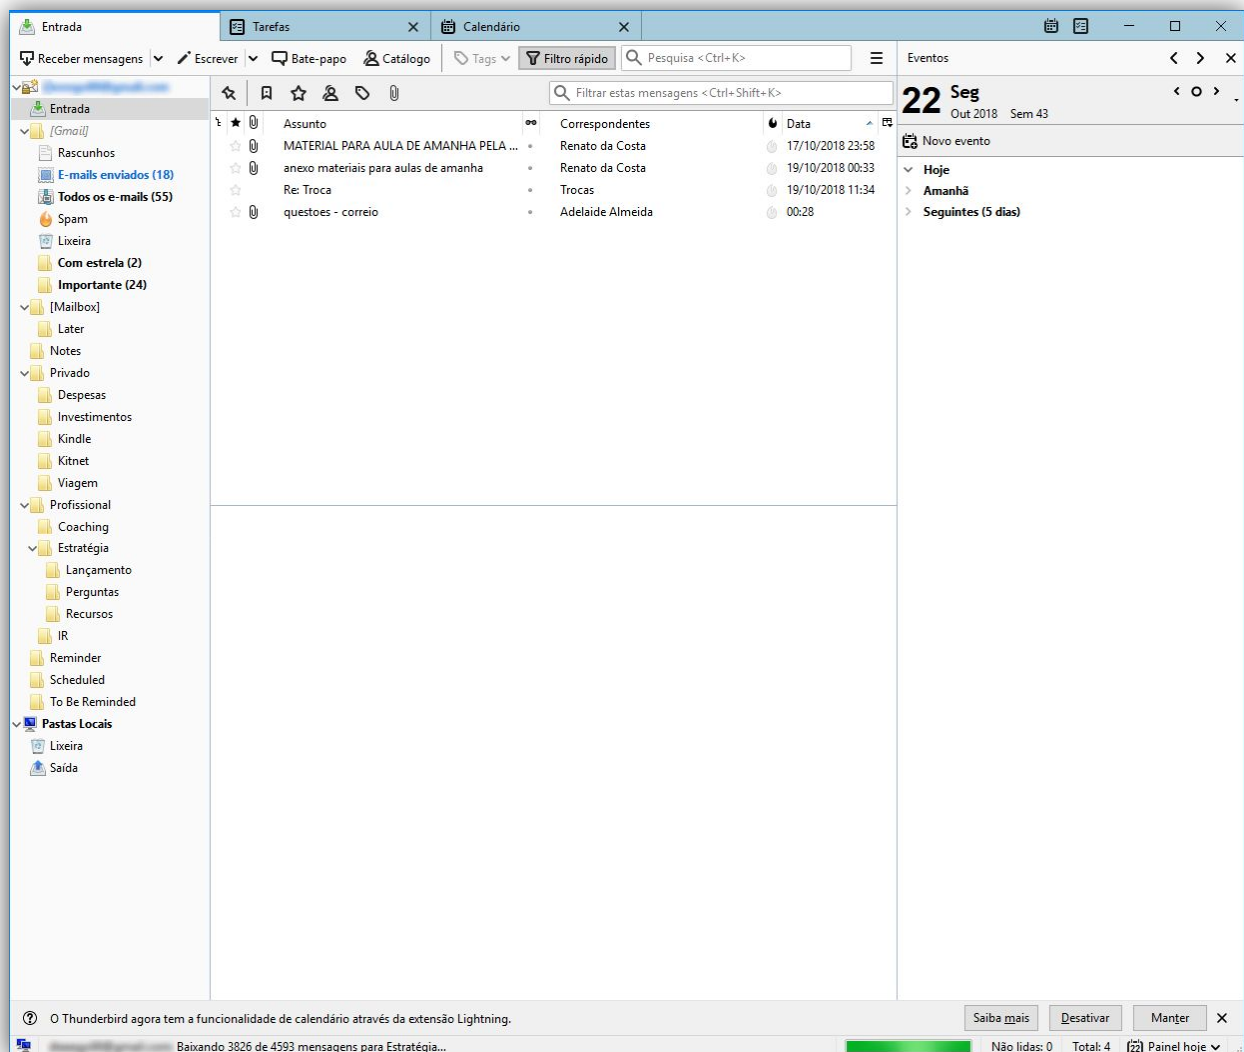 Entrada Tarefas Calendário
Receber mensagens Escrever Bate-papo Catálogo Tags Filtro rápido Pesquisa <Ctrl+K> Eventos
Filtrar estas mensagens <Ctrl+Shift+K>
22 Seg
Out 2018 Sem 43
Novo evento
Hoje
Amanhã
Seguintes (5 dias)
Assunto Correspondentes Data
MATERIAL PARA AULA DE AMANHA PELA ... Renato da Costa 17/10/2018 23:58
anexo materiais para aulas de amanha Renato da Costa 19/10/2018 00:33
Re: Troca Trocas 19/10/2018 11:34
questoes - correio Adelaide Almeida 00:28
Entrada
[Gmail]
Rascunhos
E-mails enviados (18)
Todos os e-mails (55)
Spam
Lixeira
Com estrela (2)
Importante (24)
[Mailbox]
Later
Notes
Privado
Despesas
Investimentos
Kindle
Kitnet
Viagem
Profissional
Coaching
Estratégia
Lançamento
Perguntas
Recursos
IR
Reminder
Scheduled
To Be Reminded
Pastas Locais
Lixeira
Saída
O Thunderbird agora tem a funcionalidade de calendário através da extensão Lightning. Saiba mais Desativar Manter
Baixando 3826 de 4593 mensagens para Estratégia... Não lidas: 0 Total: 4 22 Painel hoje